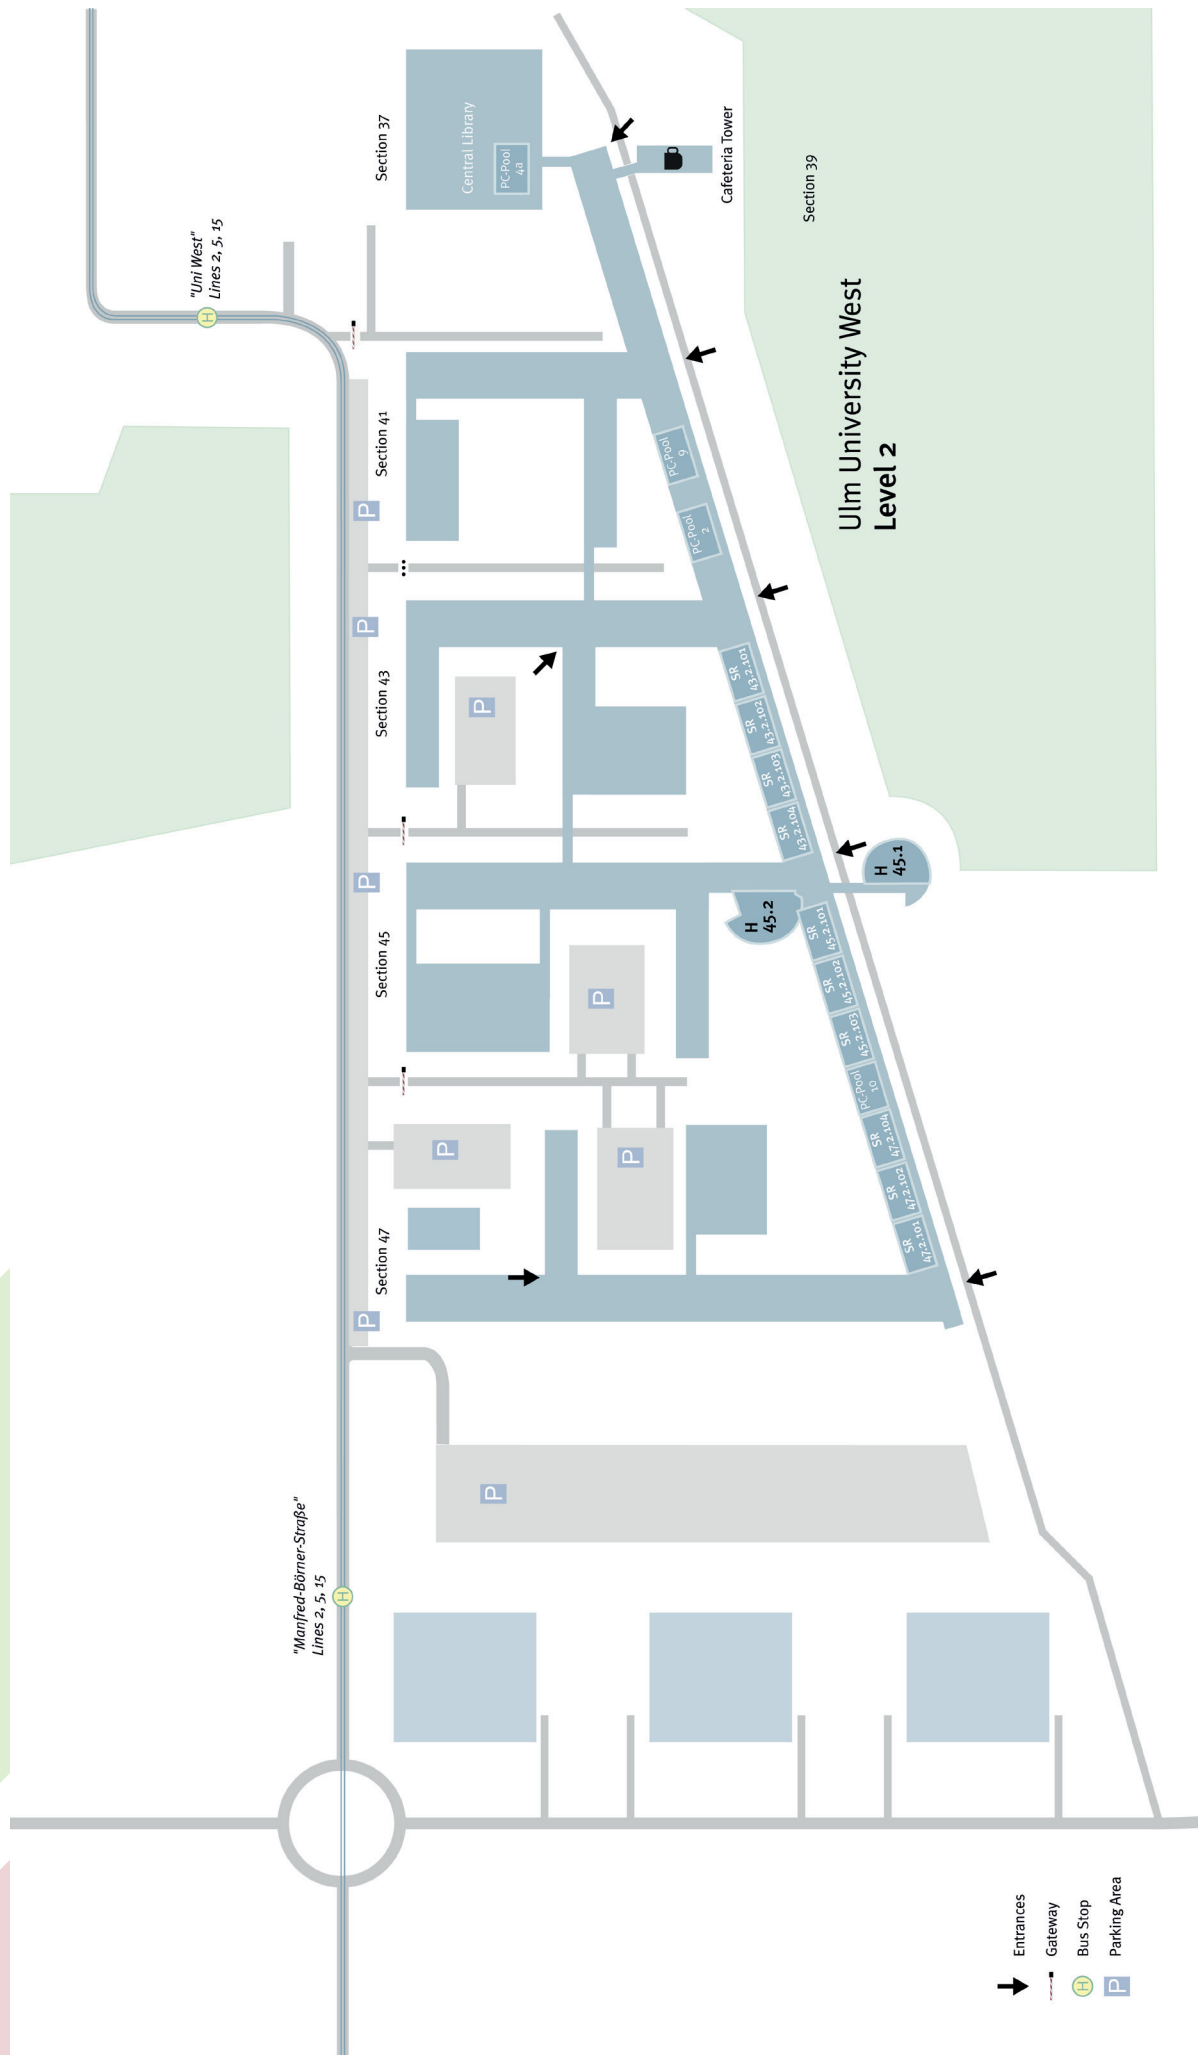 Ulm University West
Level 2
"Uni West"
Lines 2, 5, 15
H
Section 37
Central Library
PC-Pool
4a
Cafeteria Tower
Section 39
Section 41
P
PC-Pool
9
PC-Pool
2
P
Section 43
P
SR
43.2.101
SR
43.2.102
SR
43.2.103
SR
43.2.104
P
H
45.1
H
45.2
Section 45
P
SR
45.2.101
SR
45.2.102
SR
45.2.103
PC-Pool
10
SR
47.2.104
SR
47.2.102
SR
47.2.101
P
P
Section 47
P
P
"Manfred-Börner-Straße"
Lines 2, 5, 15
H
Entrances
Gateway
H
Bus Stop
P
Parking Area